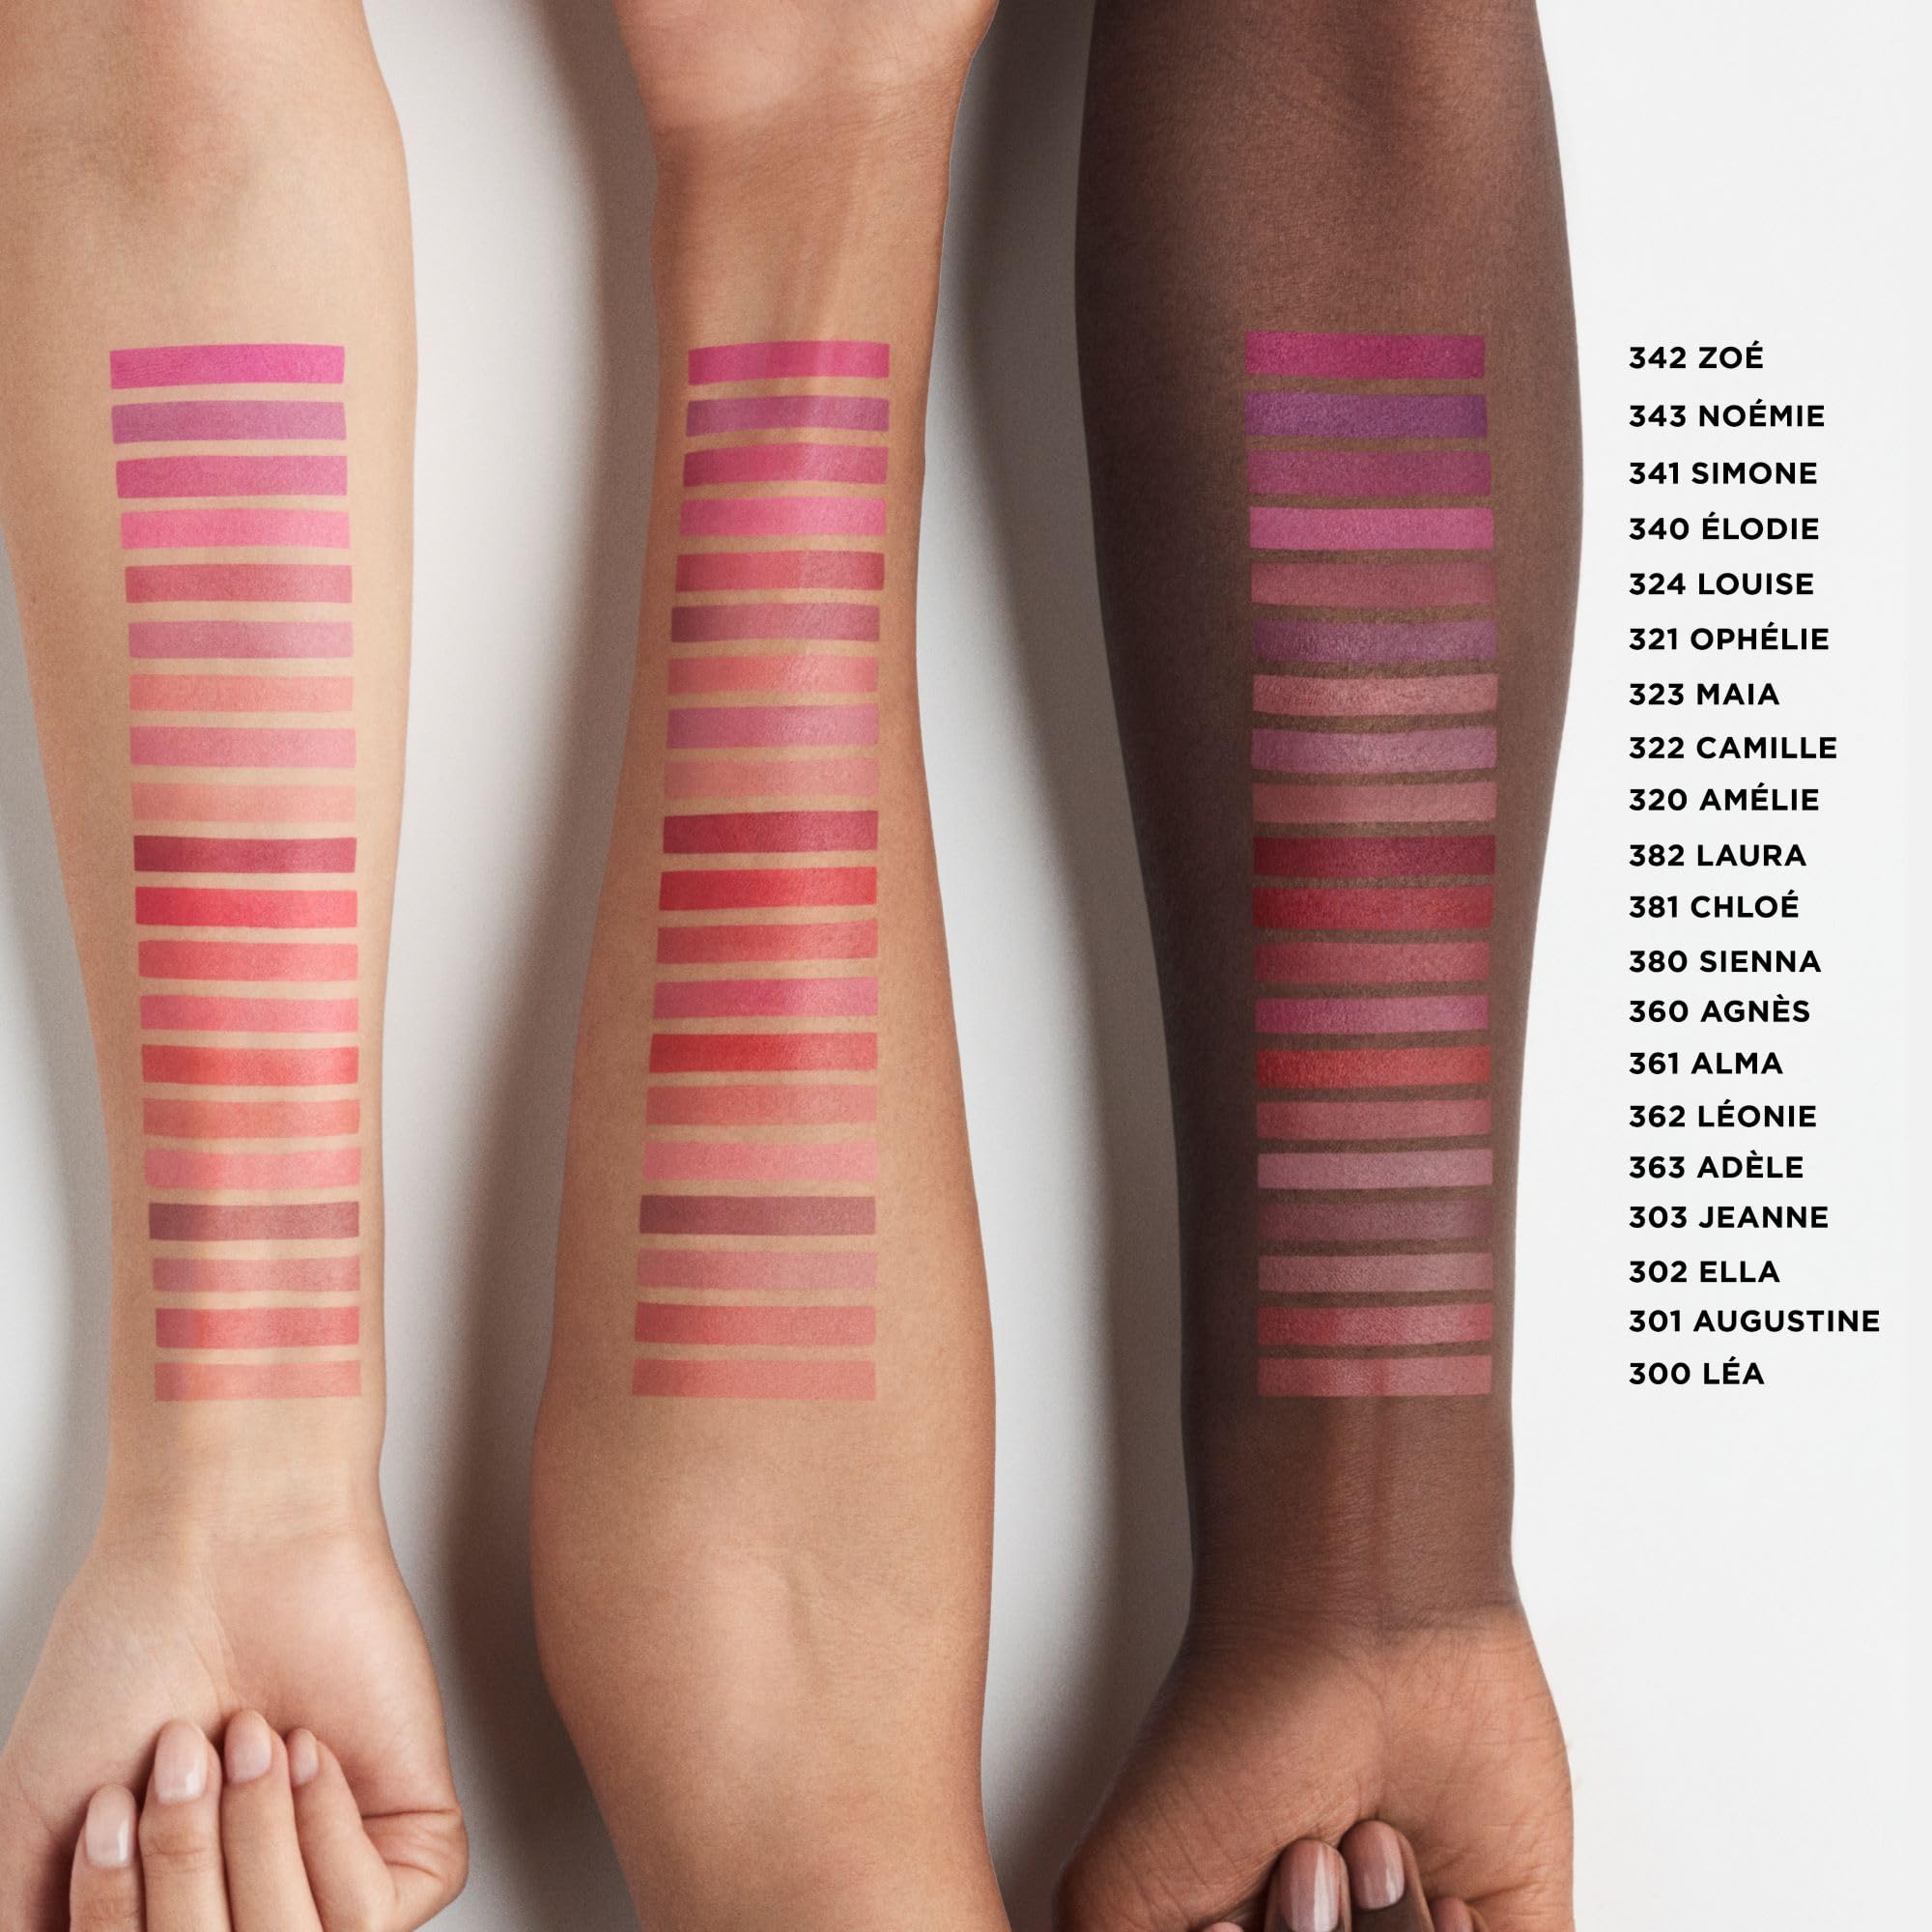 342 ZOÉ
343 NOÉMIE
341 SIMONE
340 ÉLODIE
324 LOUISE
321 OPHÉLIE
323 MAIA
322 CAMILLE
320 AMÉLIE
382 LAURA
381 CHLOÉ
380 SIENNA
360 AGNÈS
361 ALMA
362 LÉONIE
363 ADÈLE
303 JEANNE
302 ELLA
301 AUGUSTINE
300 LÉA